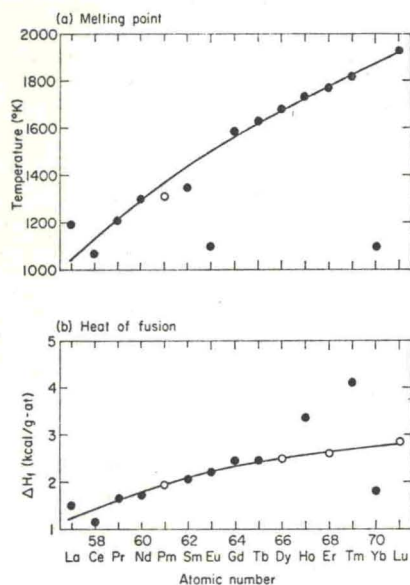 (a) Melting point
2000
1800
1600
1400
1200
1000
Temperature (°K)
(b) Heat of fusion
5
4
3
2
1
ΔHf (kcal/g-at)
58 60 62 64 66 68 70
La Ce Pr Nd Pm Sm Eu Gd Tb Dy Ho Er Tm Yb Lu
Atomic number